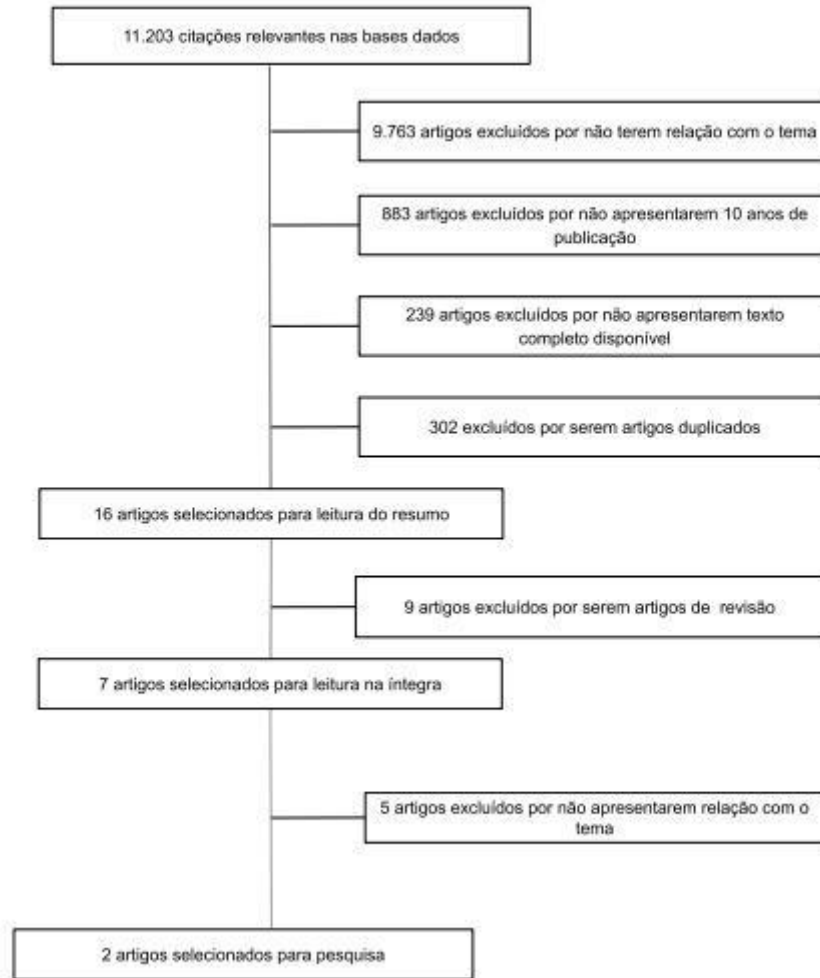 11.203 citações relevantes nas bases dados
9.763 artigos excluídos por não terem relação com o tema
883 artigos excluídos por não apresentarem 10 anos de
publicação
239 artigos excluídos por não apresentarem texto
completo disponível
302 excluídos por serem artigos duplicados
16 artigos selecionados para leitura do resumo
9 artigos excluídos por serem artigos de revisão
7 artigos selecionados para leitura na íntegra
5 artigos excluídos por não apresentarem relação com o
tema
2 artigos selecionados para pesquisa